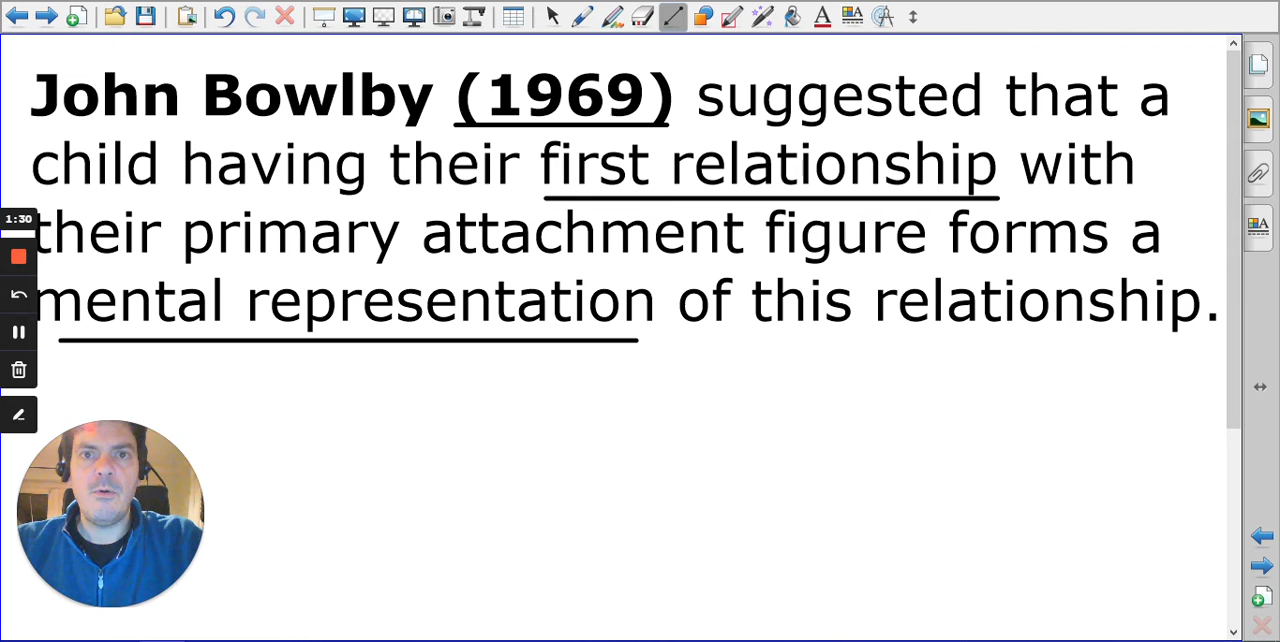 John Bowlby (1969) suggested that a
child having their first relationship with
their primary attachment figure forms a
mental representation of this relationship.
1:30